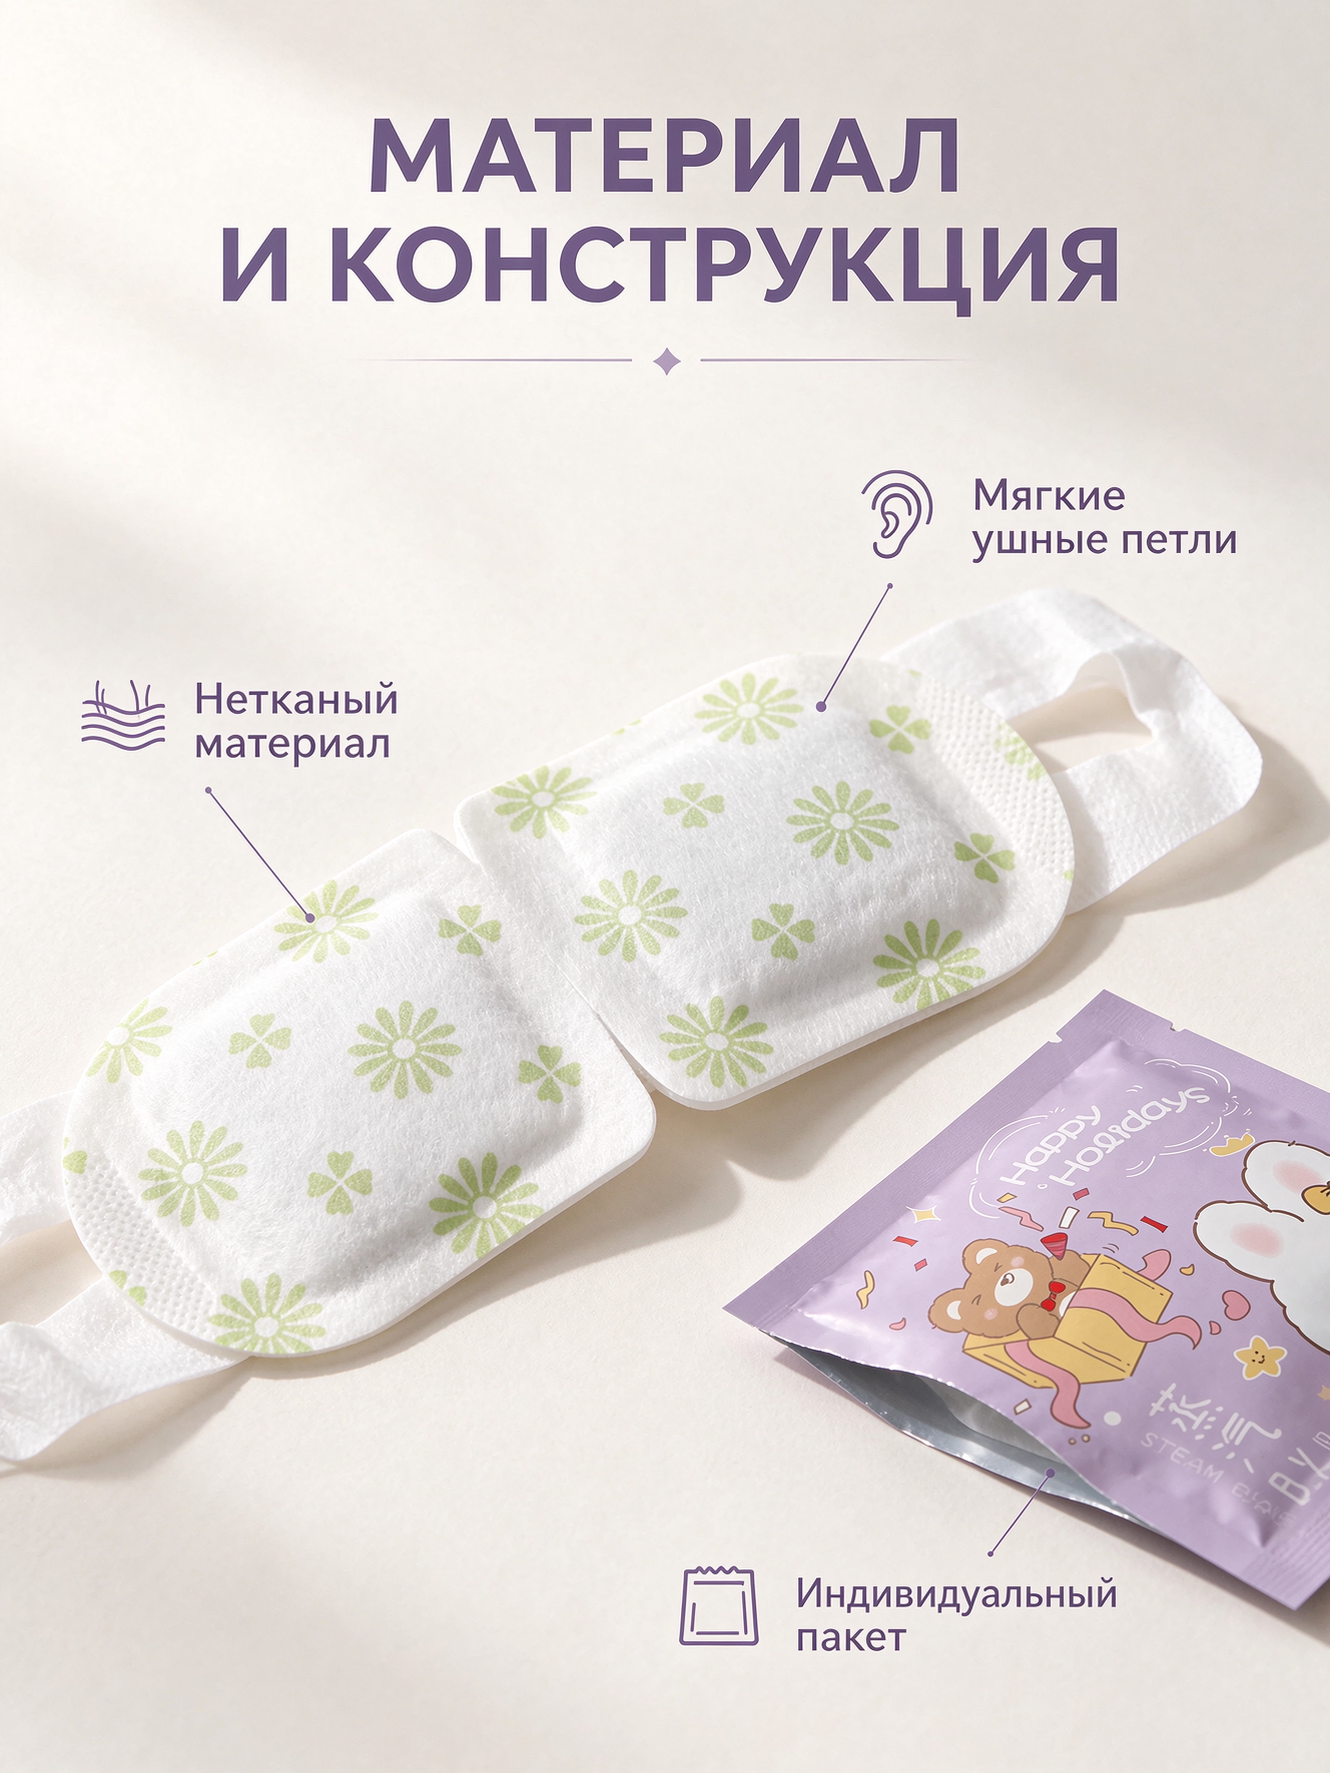 МАТЕРИАЛ
И КОНСТРУКЦИЯ
Мягкие
ушные петли
Нетканый
материал
Happy
Holidays
STEAM
Индивидуальный
пакет